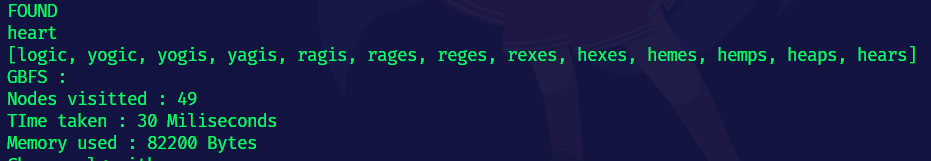 FOUND
heart
[logic, yogic, yogis, yagis, ragis, rages, reges, rexes, hexes, hemes, hemps, heaps, hears]
GBFS :
Nodes visitted : 49
TIme taken : 30 Miliseconds
Memory used : 82200 Bytes